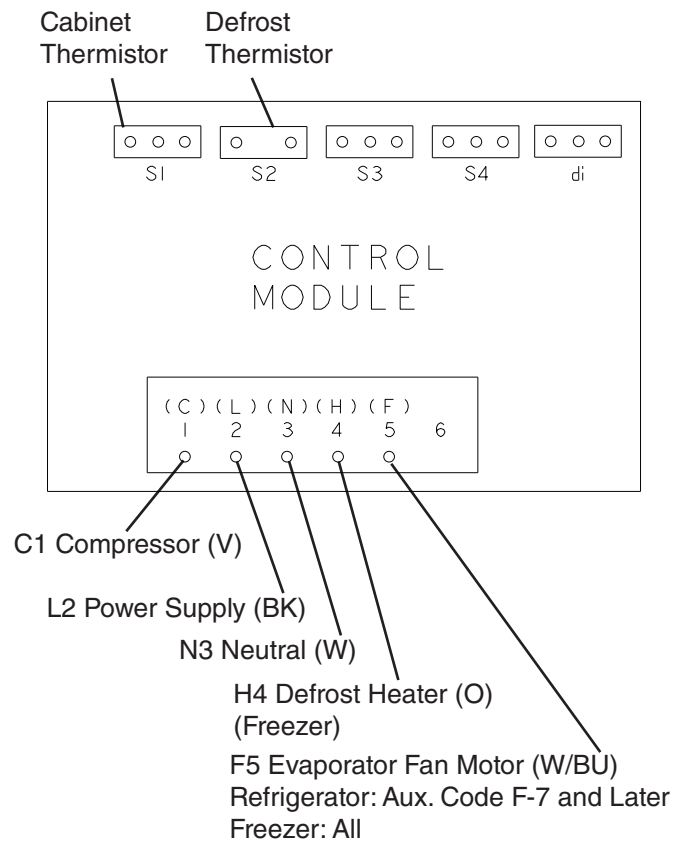 Cabinet Thermistor
Defrost Thermistor
S1 S2 S3 S4 di
CONTROL
MODULE
(C) (L) (N) (H) (F)
1 2 3 4 5 6
C1 Compressor (V)
L2 Power Supply (BK)
N3 Neutral (W)
H4 Defrost Heater (O)
(Freezer)
F5 Evaporator Fan Motor (W/BU)
Refrigerator: Aux. Code F-7 and Later
Freezer: All